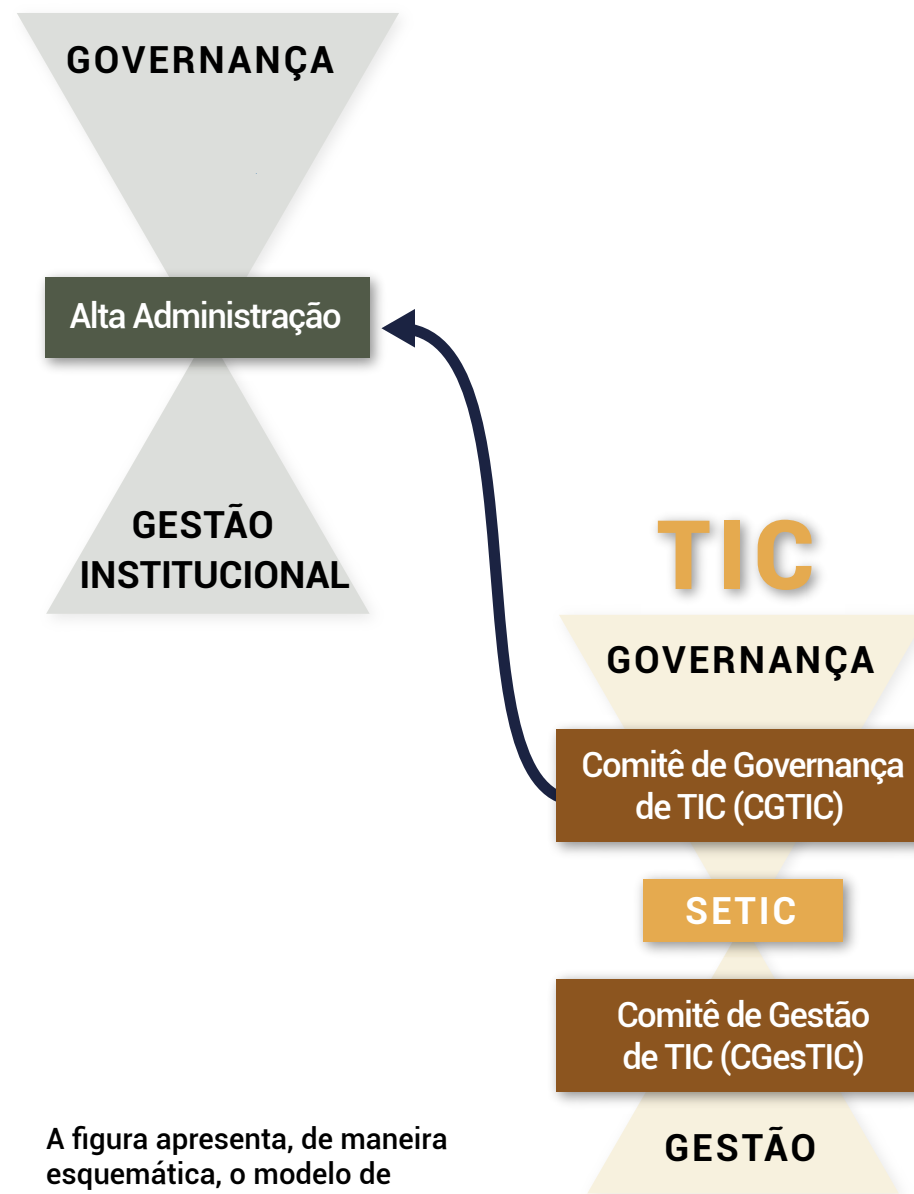 GOVERNANÇA
Alta Administração
GESTÃO
INSTITUCIONAL
TIC
GOVERNANÇA
Comitê de Governança
de TIC (CGTIC)
SETIC
Comitê de Gestão
de TIC (CGesTIC)
GESTÃO
A figura apresenta, de maneira
esquemática, o modelo de